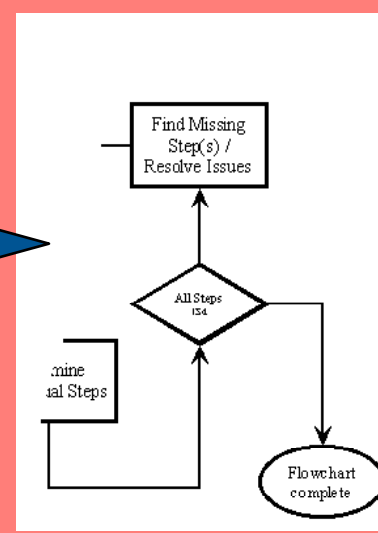 Find Missing
Step(s) /
Resolve Issues
All Steps
mine
ual Steps
Flowchart
complete